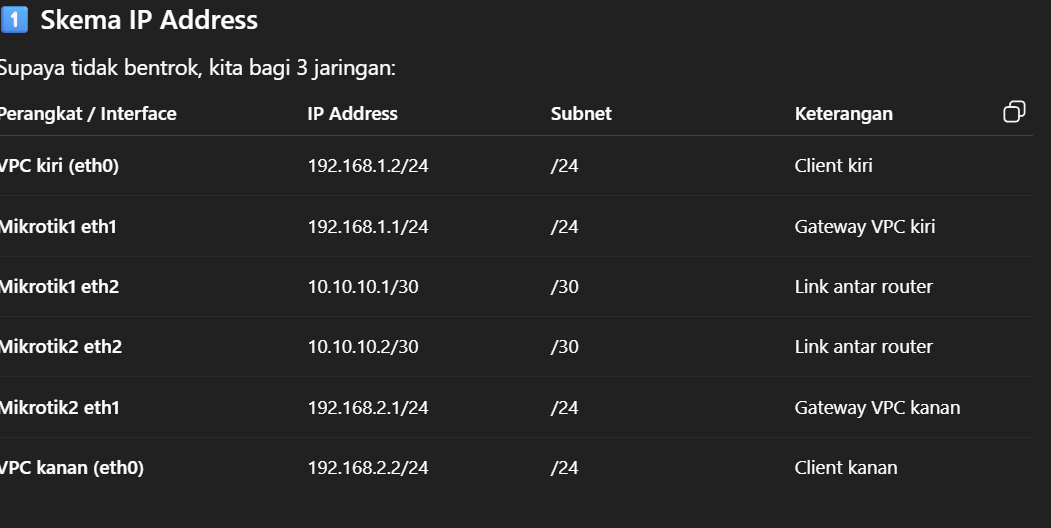 1 Skema IP Address
Supaya tidak bentrok, kita bagi 3 jaringan:
Perangkat / Interface IP Address Subnet Keterangan
VPC kiri (eth0) 192.168.1.2/24 /24 Client kiri
Mikrotik1 eth1 192.168.1.1/24 /24 Gateway VPC kiri
Mikrotik1 eth2 10.10.10.1/30 /30 Link antar router
Mikrotik2 eth2 10.10.10.2/30 /30 Link antar router
Mikrotik2 eth1 192.168.2.1/24 /24 Gateway VPC kanan
VPC kanan (eth0) 192.168.2.2/24 /24 Client kanan